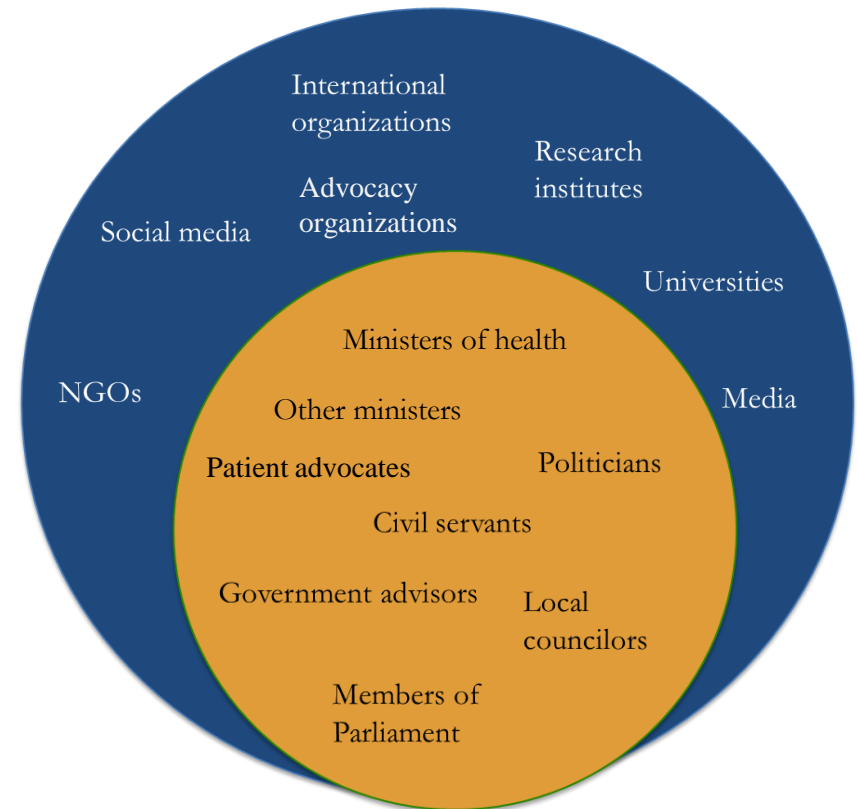 International
organizations
Research
institutes
Advocacy
organizations
Social media
Universities
Ministers of health
NGOs
Media
Other ministers
Patient advocates
Politicians
Civil servants
Government advisors
Local
councilors
Members of
Parliament